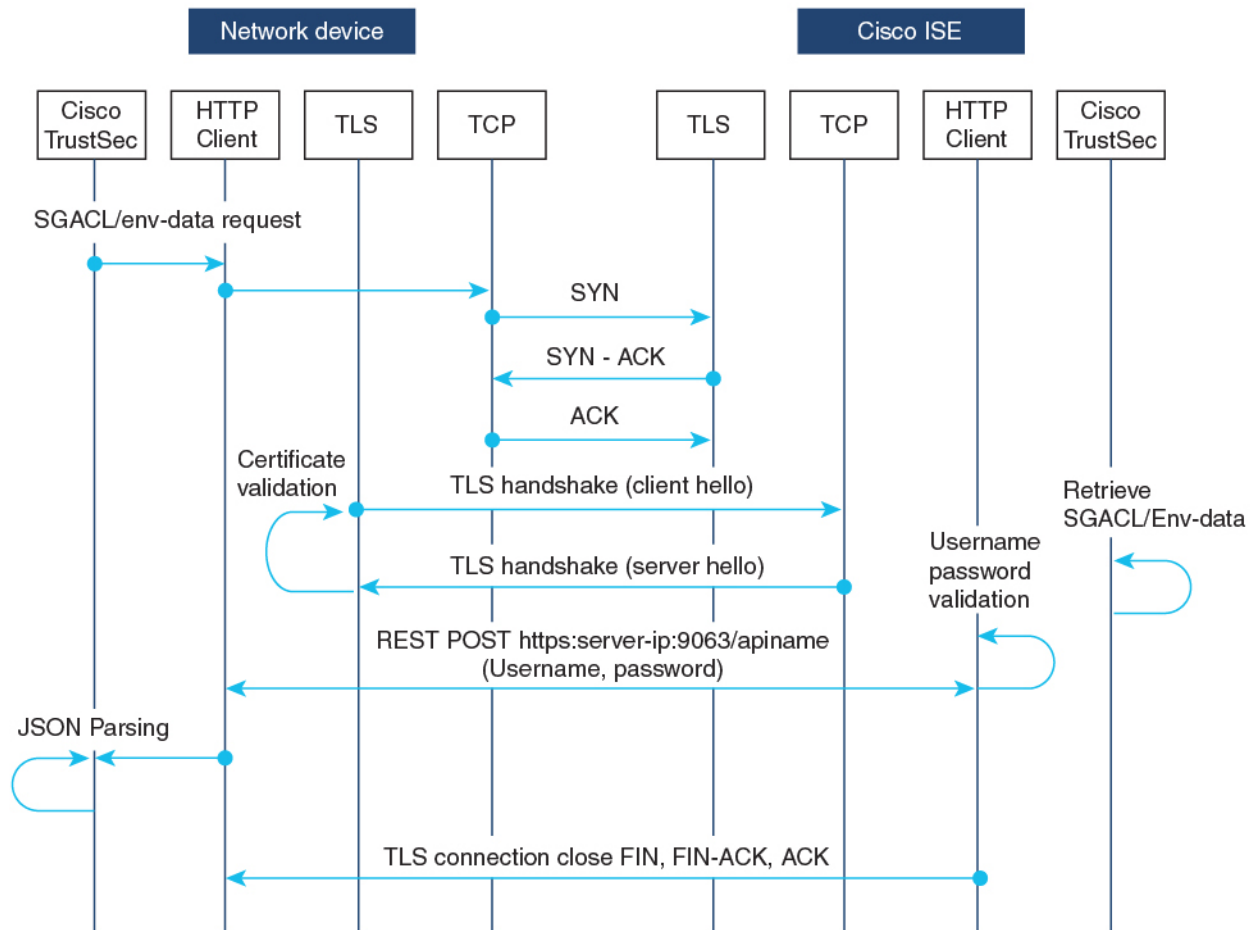 Network device
Cisco ISE
Cisco
TrustSec
HTTP
Client
TLS
TCP
TLS
TCP
HTTP
Client
Cisco
TrustSec
SGACL/env-data request
SYN
SYN - ACK
ACK
Certificate
validation
TLS handshake (client hello)
Retrieve
SGACL/Env-data
Username
password
validation
TLS handshake (server hello)
REST POST https:server-ip:9063/apiname
(Username, password)
JSON Parsing
TLS connection close FIN, FIN-ACK, ACK